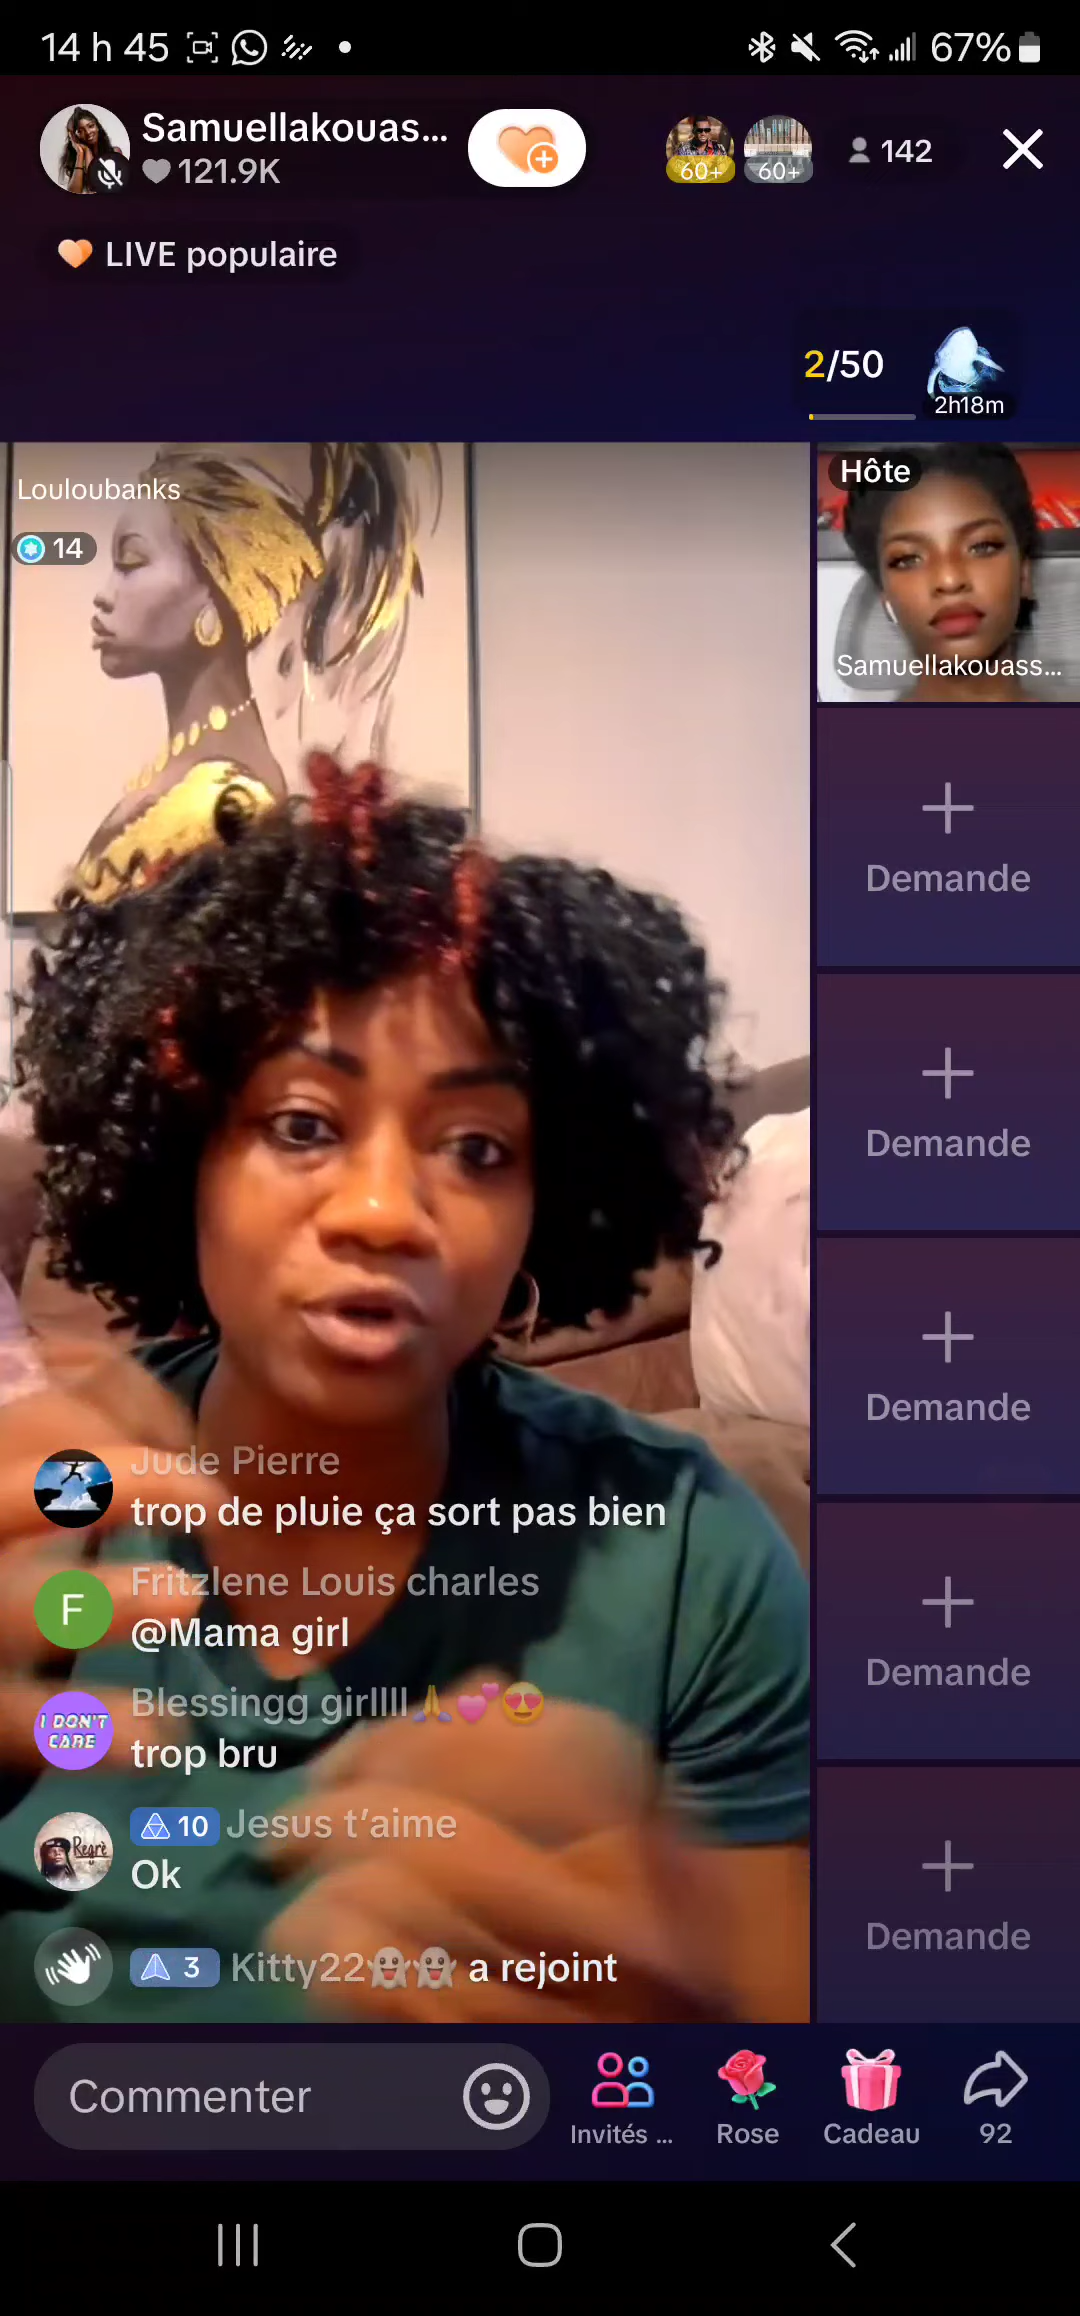 14 h 45
67%
Samuellakouas...
121.9K
60+
60+
142
LIVE populaire
2/50
2h18m
Louloubanks
14
Hôte
Samuellakouass...
Demande
Demande
Demande
Demande
Demande
Jude Pierre
trop de pluie ça sort pas bien
F
Fritzlene Louis charles
@Mama girl
I DON'T
CARE
Blessingg girllll🙏💕😍
trop bru
Regrè
10 Jesus t'aime
Ok
3 Kitty22👻👻 a rejoint
Commenter
Invités ...
Rose
Cadeau
92